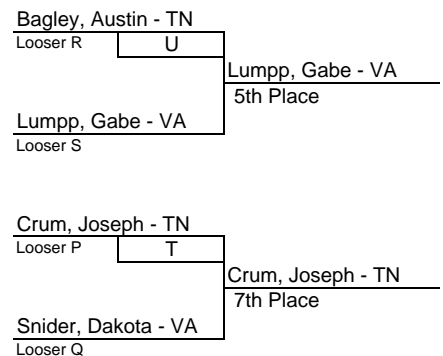 Bagley, Austin - TN
Looser R
U
Lumpp, Gabe - VA
5th Place
Lumpp, Gabe - VA
Looser S
Crum, Joseph - TN
Looser P
T
Crum, Joseph - TN
7th Place
Snider, Dakota - VA
Looser Q